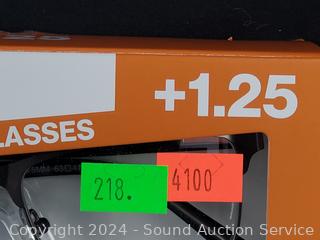 +1.25
LASSES
218.
4100
Copyright 2024 - Sound Auction Service